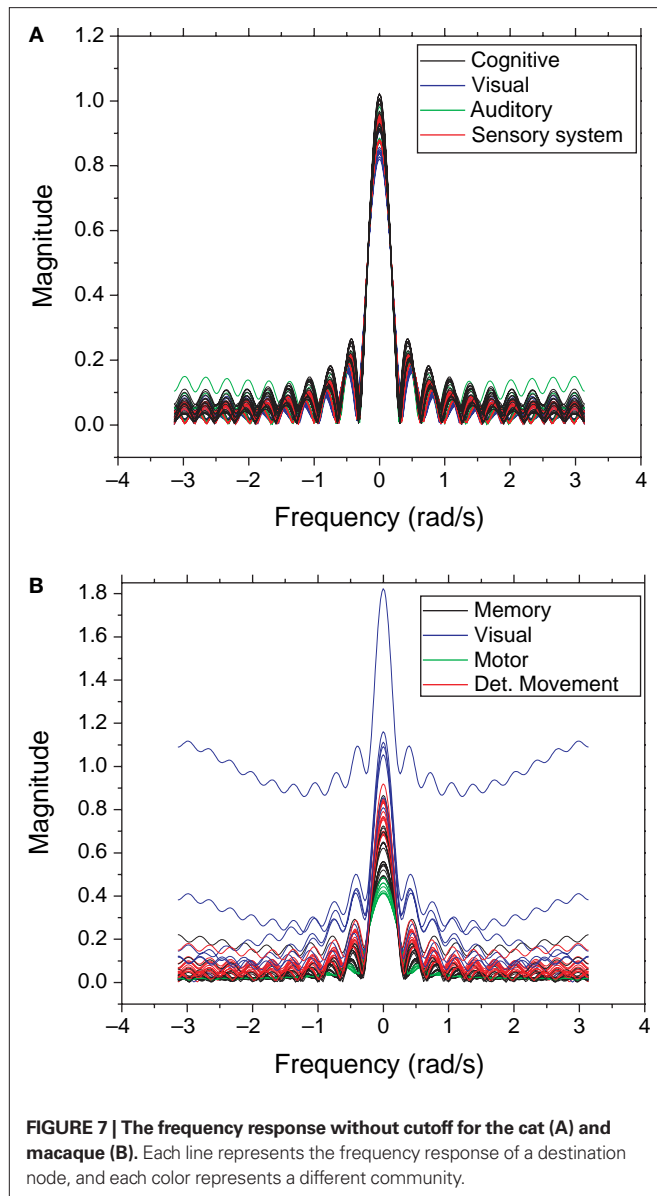 A
1.2
1.0
0.8
0.6
0.4
0.2
0.0
Magnitude
Cognitive
Visual
Auditory
Sensory system
–4 –3 –2 –1 0 1 2 3 4
Frequency (rad/s)
B
1.8
1.6
1.4
1.2
1.0
0.8
0.6
0.4
0.2
0.0
Magnitude
Memory
Visual
Motor
Det. Movement
–4 –3 –2 –1 0 1 2 3 4
Frequency (rad/s)
FIGURE 7 | The frequency response without cutoff for the cat (A) and
macaque (B). Each line represents the frequency response of a destination
node, and each color represents a different community.